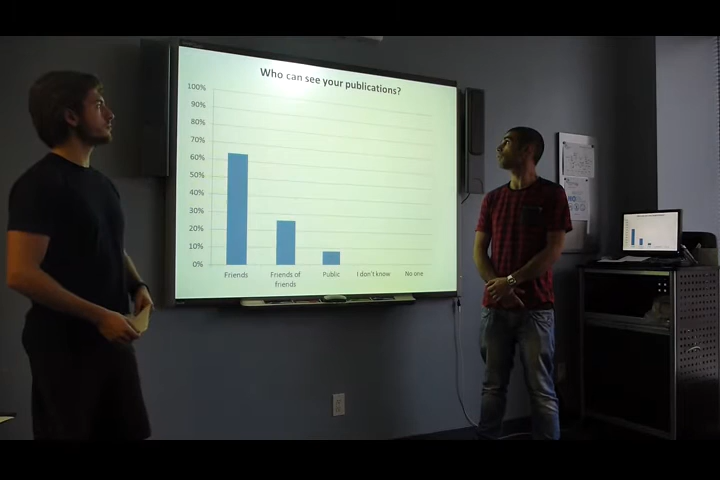 Who can see your publications?
100%
90%
80%
70%
60%
50%
40%
30%
20%
10%
0%
Friends
Friends of
friends
Public
I don't know
No one